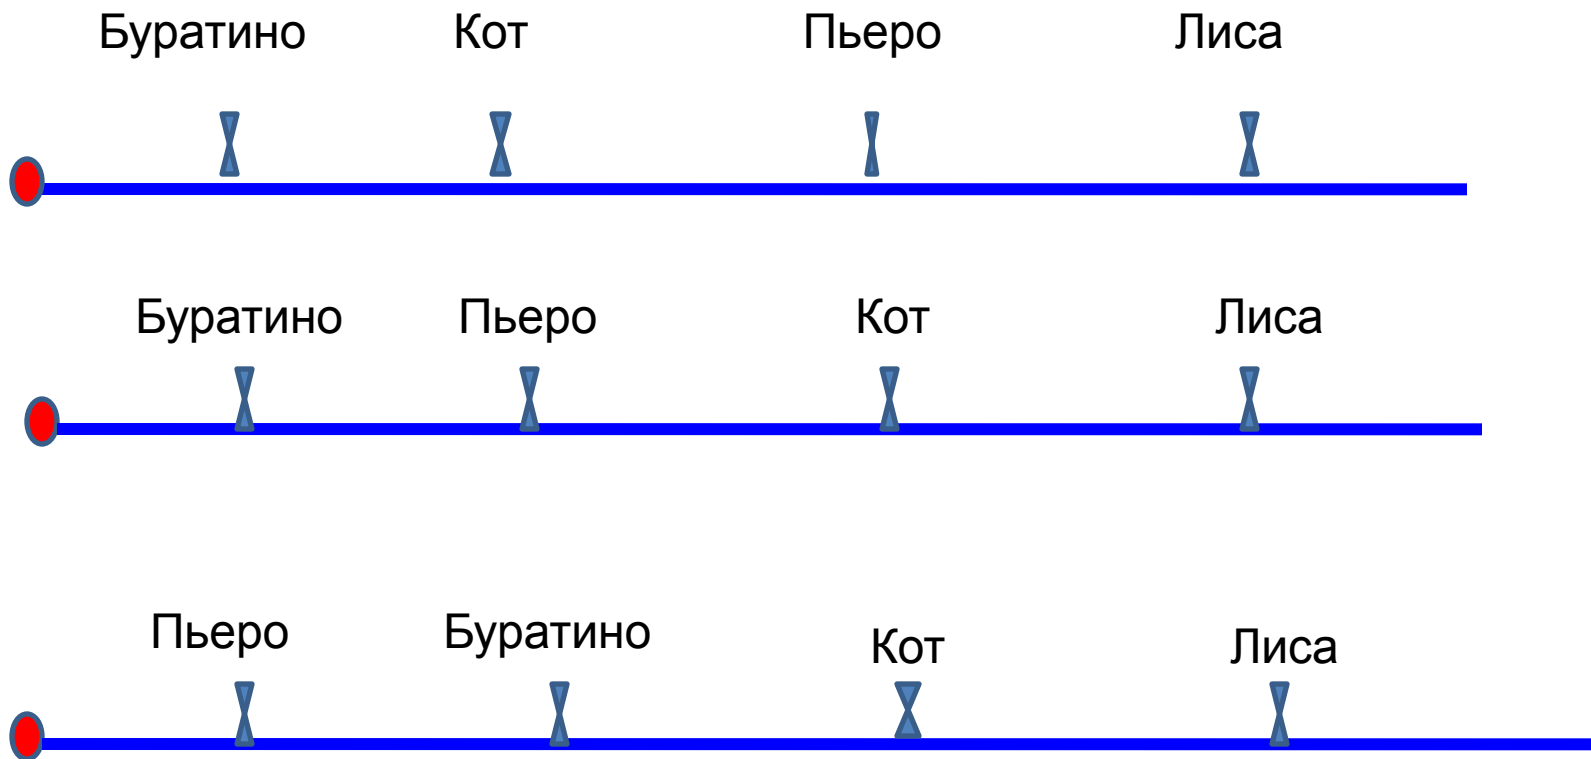 Буратино Кот Пьеро Лиса
Буратино Пьеро Кот Лиса
Пьеро Буратино Кот Лиса